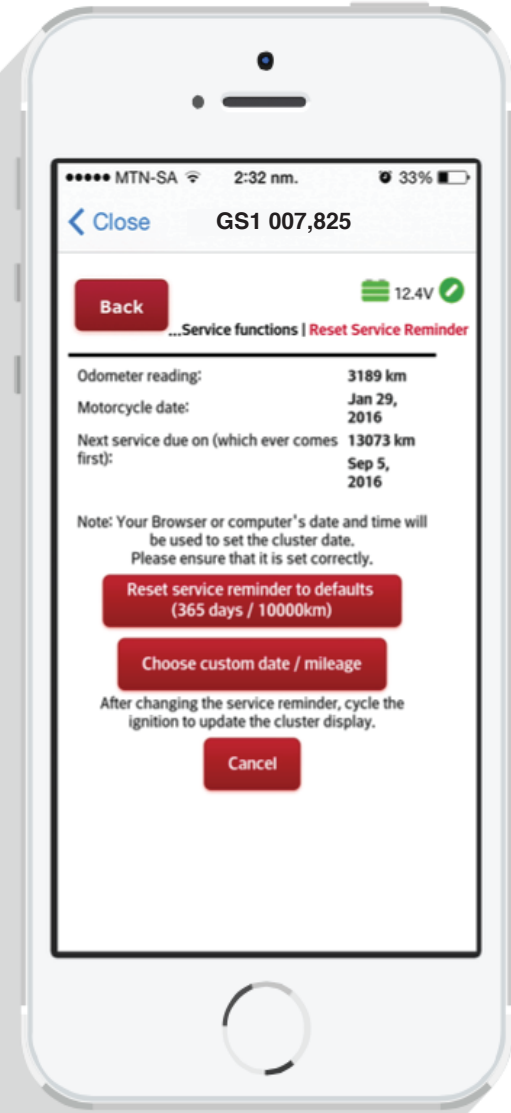 MTN-SA 2:32 nm. 33%
Close GS1 007,825
Back 12.4V
...Service functions | Reset Service Reminder
Odometer reading: 3189 km
Motorcycle date: Jan 29,
2016
Next service due on (which ever comes 13073 km
first): Sep 5,
2016
Note: Your Browser or computer's date and time will
be used to set the cluster date.
Please ensure that it is set correctly.
Reset service reminder to defaults
(365 days / 10000km)
Choose custom date / mileage
After changing the service reminder, cycle the
ignition to update the cluster display.
Cancel